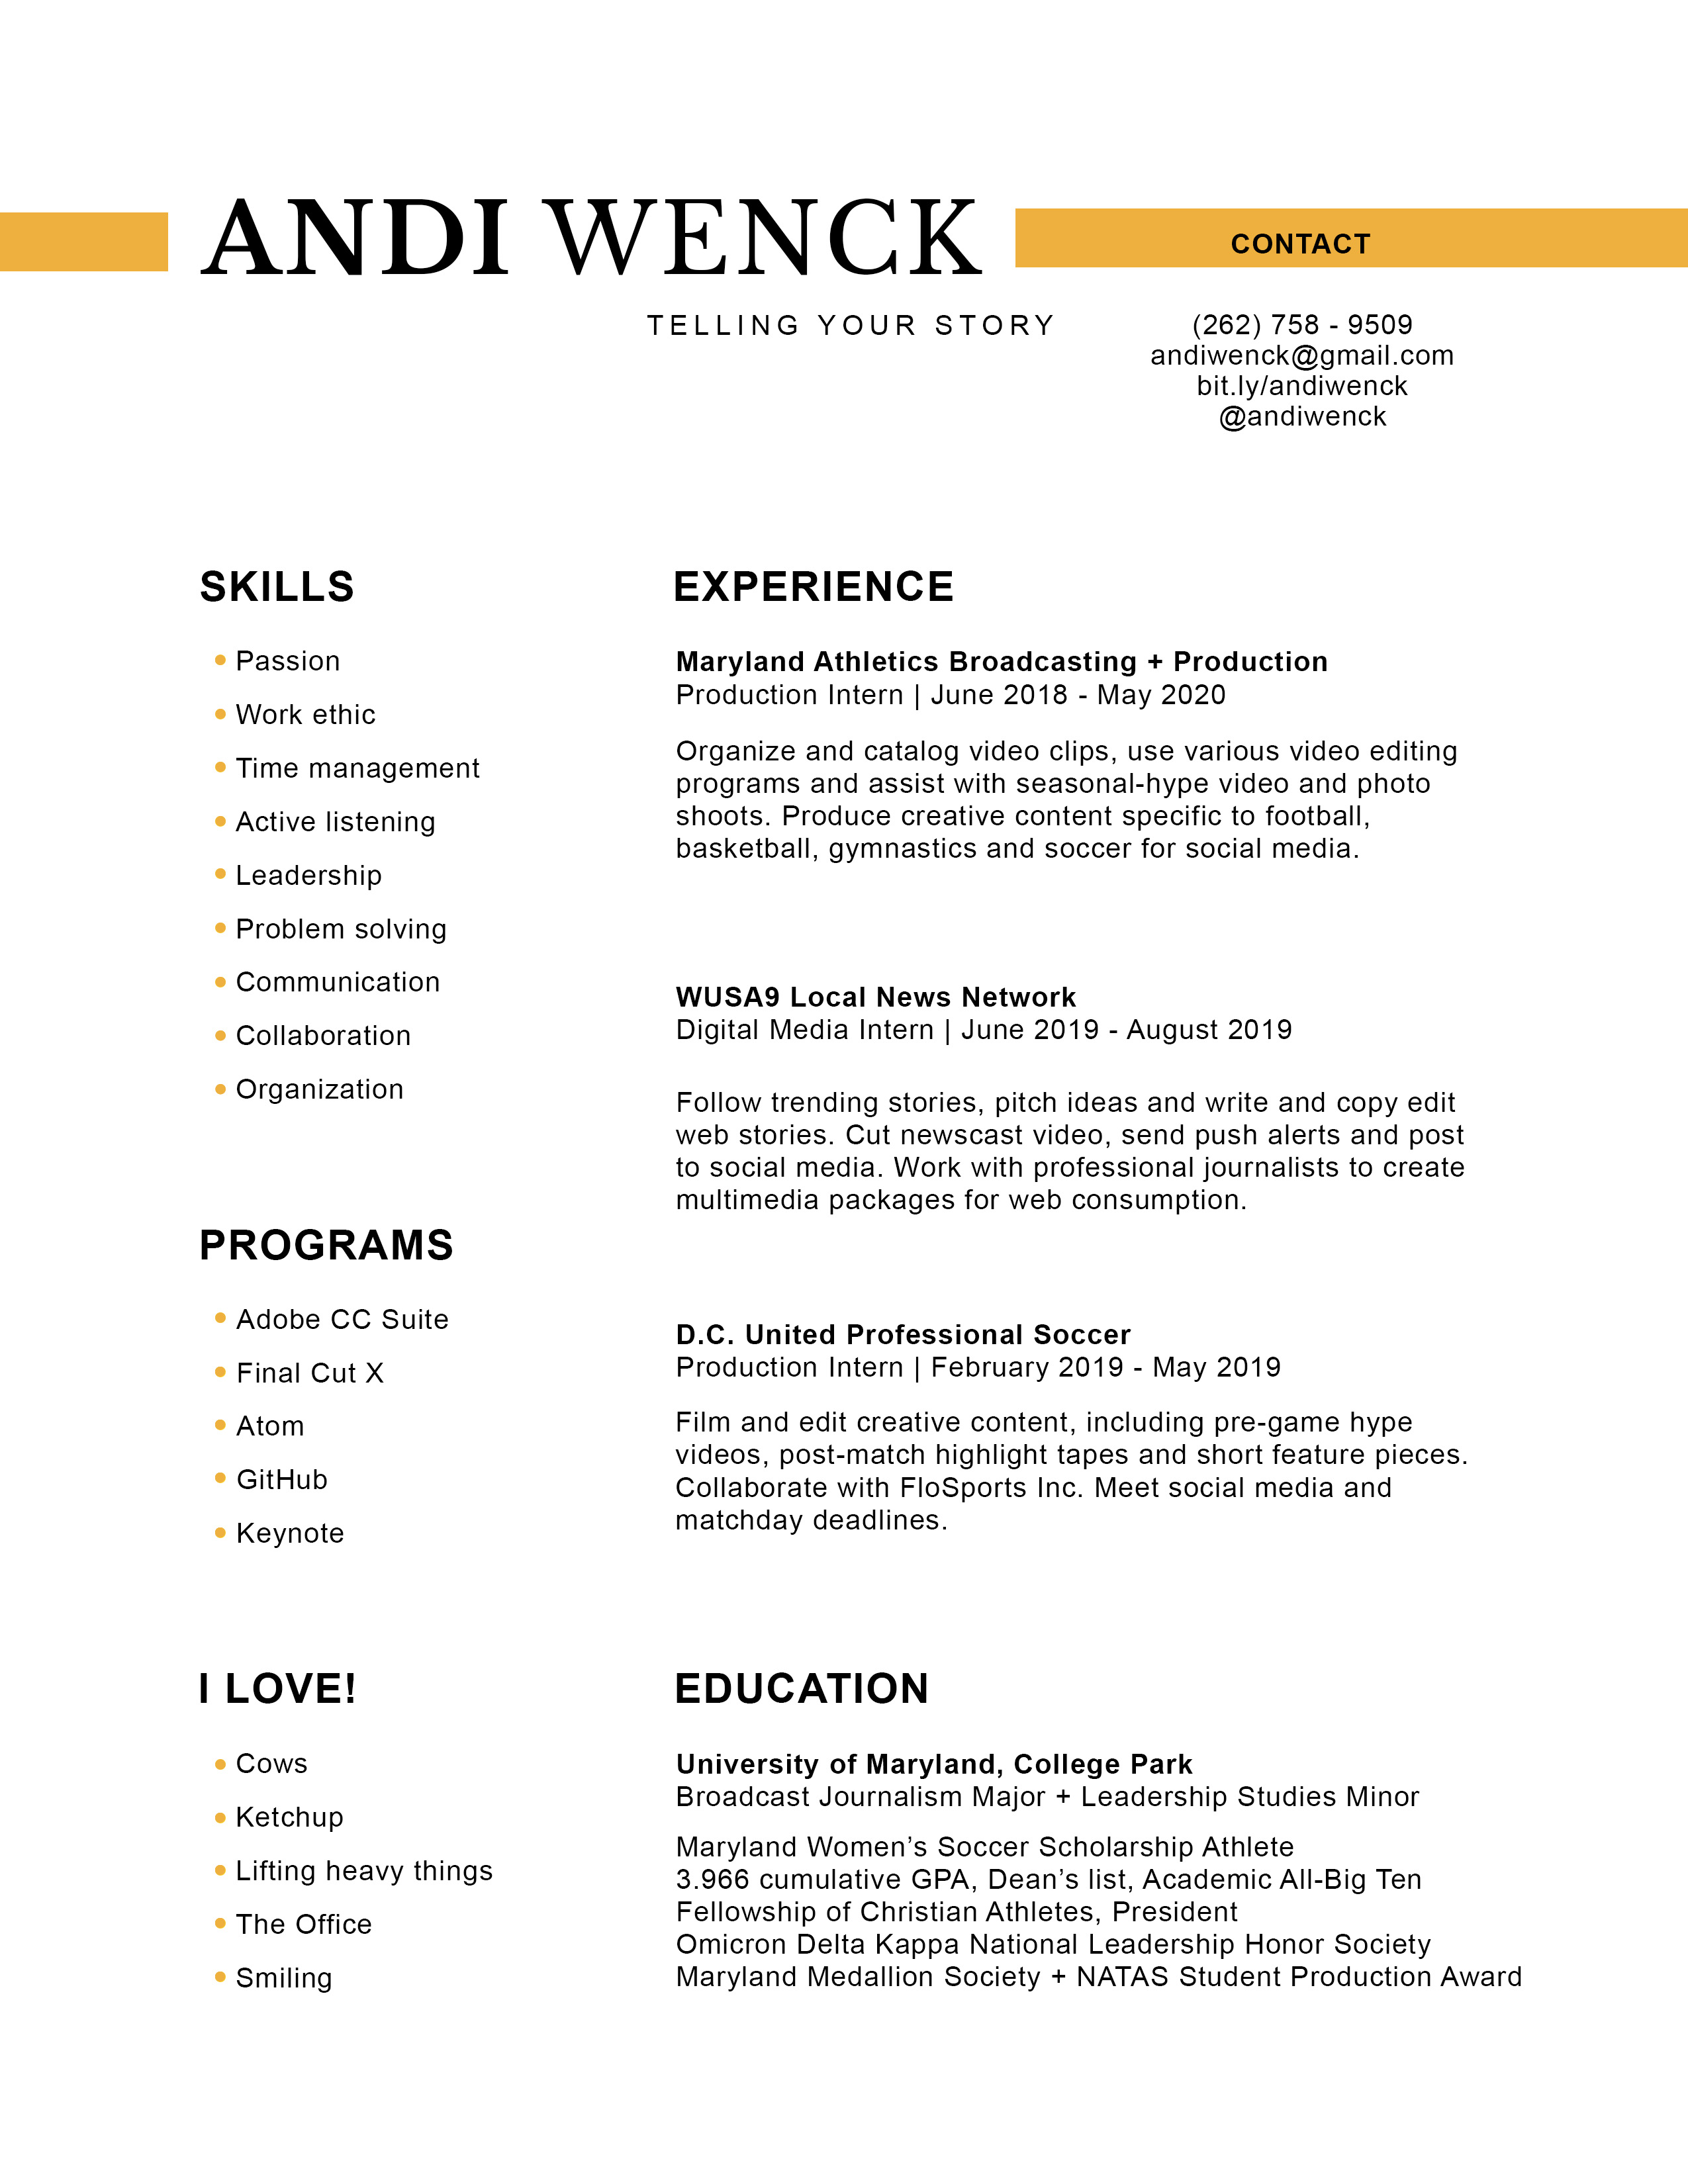 ANDI WENCK
CONTACT
TELLING YOUR STORY
(262) 758 - 9509
andiwenck@gmail.com
bit.ly/andiwenck
@andiwenck
SKILLS
Passion
Work ethic
Time management
Active listening
Leadership
Problem solving
Communication
Collaboration
Organization
PROGRAMS
Adobe CC Suite
Final Cut X
Atom
GitHub
Keynote
I LOVE!
Cows
Ketchup
Lifting heavy things
The Office
Smiling
EXPERIENCE
Maryland Athletics Broadcasting + Production
Production Intern | June 2018 - May 2020
Organize and catalog video clips, use various video editing
programs and assist with seasonal-hype video and photo
shoots. Produce creative content specific to football,
basketball, gymnastics and soccer for social media.
WUSA9 Local News Network
Digital Media Intern | June 2019 - August 2019
Follow trending stories, pitch ideas and write and copy edit
web stories. Cut newscast video, send push alerts and post
to social media. Work with professional journalists to create
multimedia packages for web consumption.
D.C. United Professional Soccer
Production Intern | February 2019 - May 2019
Film and edit creative content, including pre-game hype
videos, post-match highlight tapes and short feature pieces.
Collaborate with FloSports Inc. Meet social media and
matchday deadlines.
EDUCATION
University of Maryland, College Park
Broadcast Journalism Major + Leadership Studies Minor
Maryland Women’s Soccer Scholarship Athlete
3.966 cumulative GPA, Dean’s list, Academic All-Big Ten
Fellowship of Christian Athletes, President
Omicron Delta Kappa National Leadership Honor Society
Maryland Medallion Society + NATAS Student Production Award